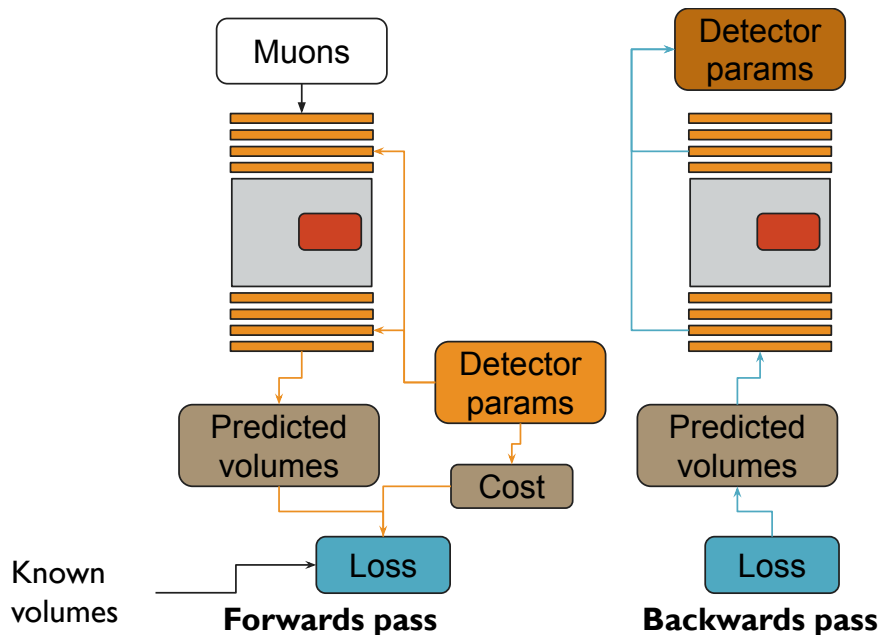 Muons
Detector
params
Predicted
volumes
Cost
Loss
Known
volumes
Forwards pass
Detector
params
Predicted
volumes
Loss
Backwards pass